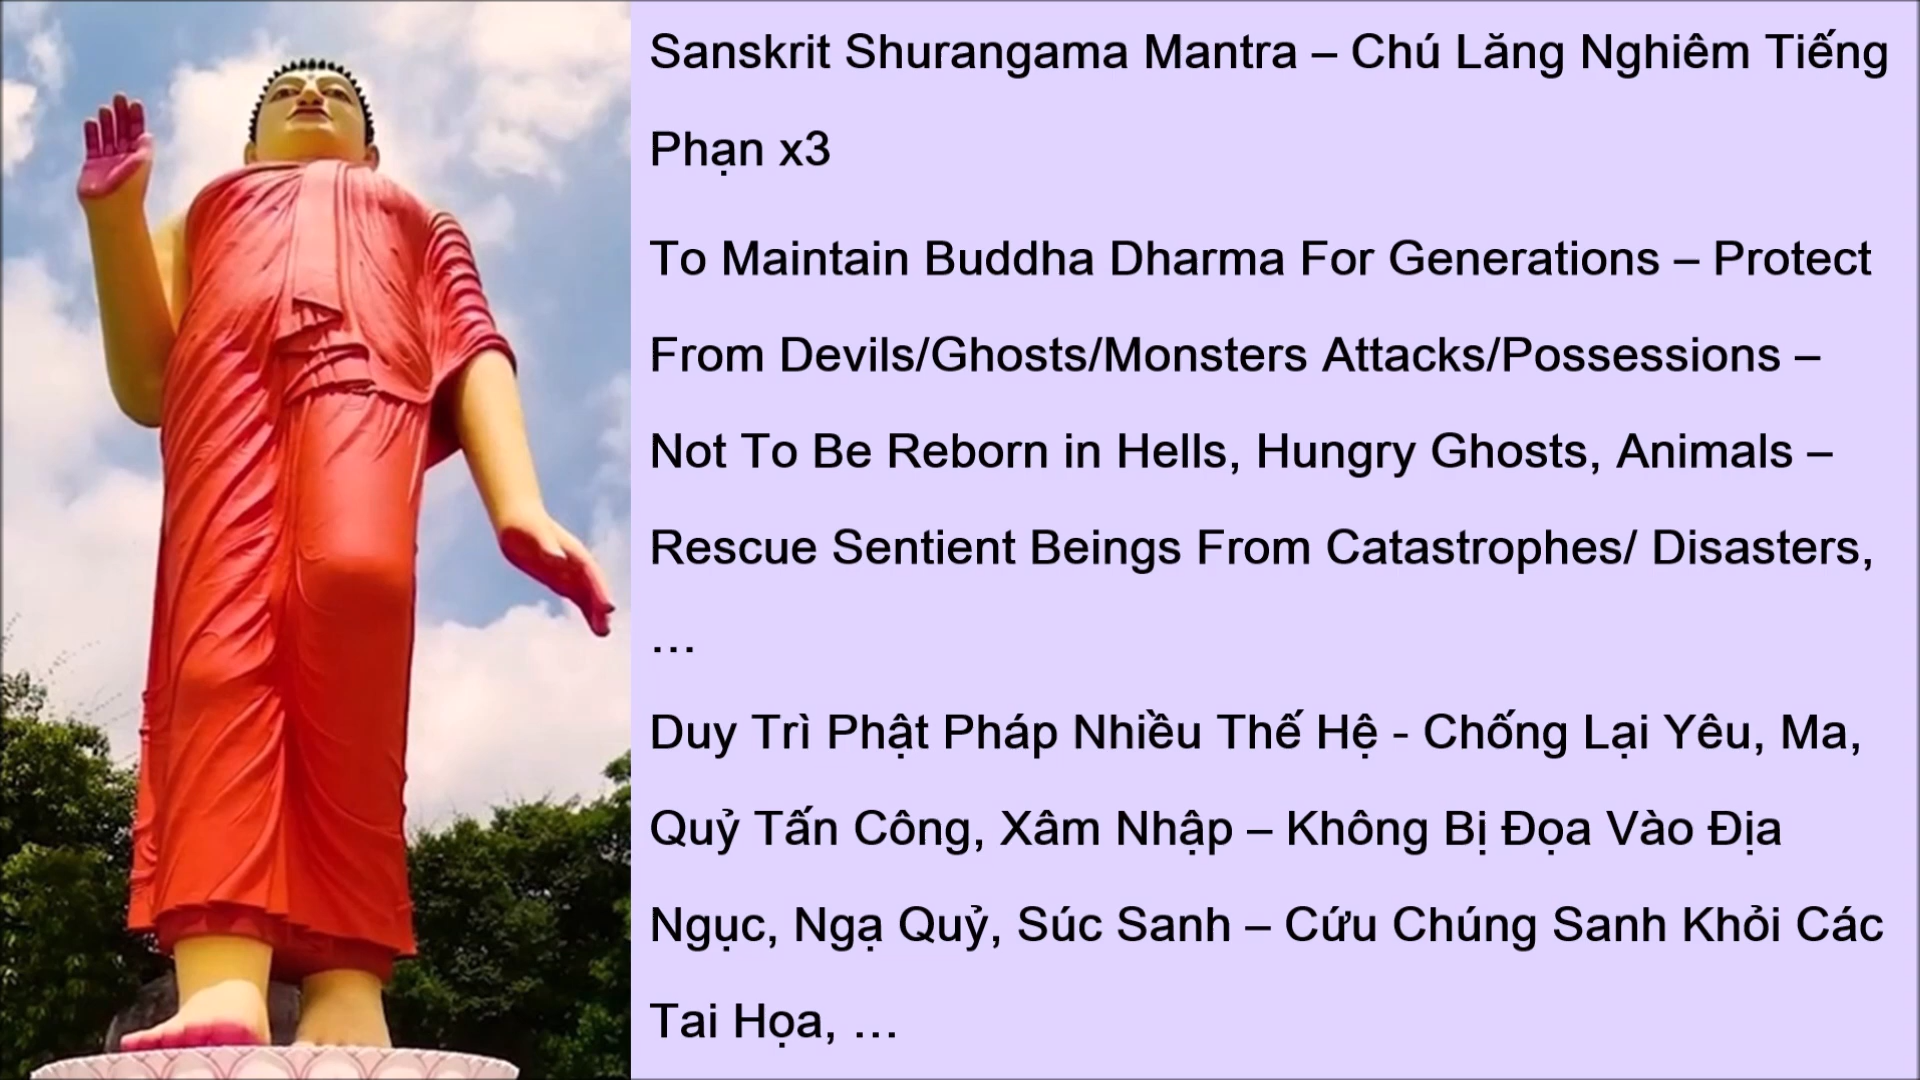 Sanskrit Shurangama Mantra – Chú Lăng Nghiêm Tiếng
Phạn x3
To Maintain Buddha Dharma For Generations – Protect
From Devils/Ghosts/Monsters Attacks/Possessions –
Not To Be Reborn in Hells, Hungry Ghosts, Animals –
Rescue Sentient Beings From Catastrophes/ Disasters,
…
Duy Trì Phật Pháp Nhiều Thế Hệ - Chống Lại Yêu, Ma,
Quỷ Tấn Công, Xâm Nhập – Không Bị Đọa Vào Địa
Ngục, Ngạ Quỷ, Súc Sanh – Cứu Chúng Sanh Khỏi Các
Tai Họa, …